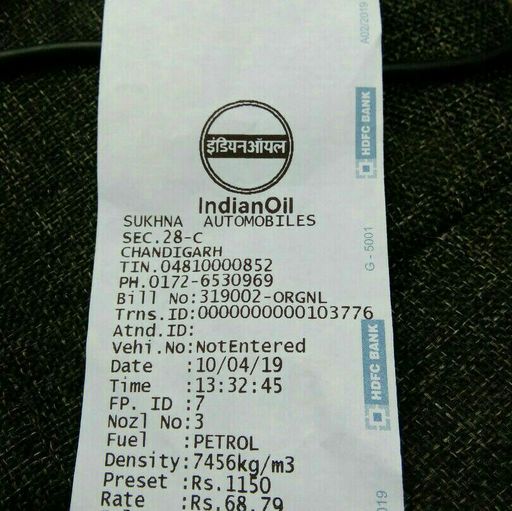 इंडियनऑयल
IndianOil
SUKHNA AUTOMOBILES
SEC.28-C
CHANDIGARH
TIN.04810000852
PH.0172-6530969
Bill No:319002-ORGNL
Trns.ID:0000000000103776
Atnd.ID:
Vehi.No:NotEntered
Date :10/04/19
Time :13:32:45
FP. ID :7
Nozl No:3
Fuel :PETROL
Density:7456kg/m3
Preset :Rs.1150
Rate :Rs.68.79
A02/2019
HDFC BANK
G - 5001
HDFC BANK
019